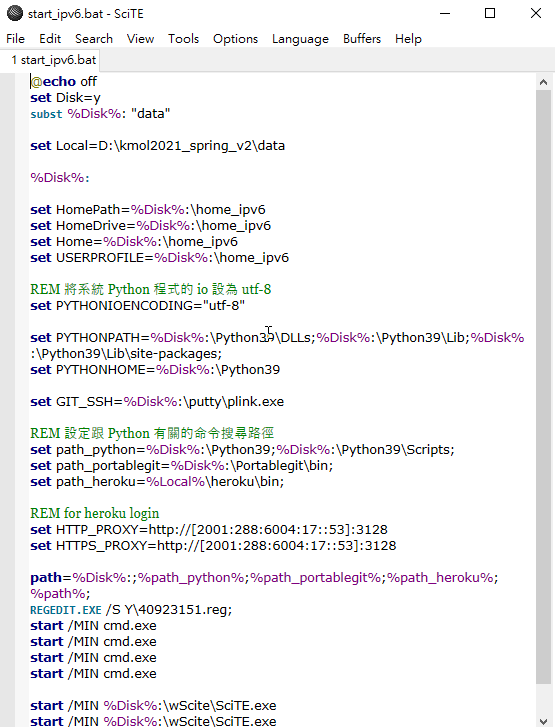 start_ipv6.bat - SciTE
File Edit Search View Tools Options Language Buffers Help
1 start_ipv6.bat
@echo off
set Disk=y
subst %Disk%: "data"
set Local=D:\kmol2021_spring_v2\data
%Disk%:
set HomePath=%Disk%:\home_ipv6
set HomeDrive=%Disk%:\home_ipv6
set Home=%Disk%:\home_ipv6
set USERPROFILE=%Disk%:\home_ipv6
REM 將系統 Python 程式的 io 設為 utf-8
set PYTHONIOENCODING="utf-8"
set PYTHONPATH=%Disk%:\Python39\DLLs;%Disk%:\Python39\Lib;%Disk%
:\Python39\Lib\site-packages;
set PYTHONHOME=%Disk%:\Python39
set GIT_SSH=%Disk%:\putty\plink.exe
REM 設定跟 Python 有關的命令搜尋路徑
set path_python=%Disk%:\Python39;%Disk%:\Python39\Scripts;
set path_portablegit=%Disk%:\Portablegit\bin;
set path_heroku=%Local%\heroku\bin;
REM for heroku login
set HTTP_PROXY=http://[2001:288:6004:17::53]:3128
set HTTPS_PROXY=http://[2001:288:6004:17::53]:3128
path=%Disk%:;%path_python%;%path_portablegit%;%path_heroku%;
%path%;
REGEDIT.EXE /S Y\40923151.reg;
start /MIN cmd.exe
start /MIN cmd.exe
start /MIN cmd.exe
start /MIN cmd.exe
start /MIN %Disk%:\wScite\SciTE.exe
start /MIN %Disk%:\wScite\SciTE.exe